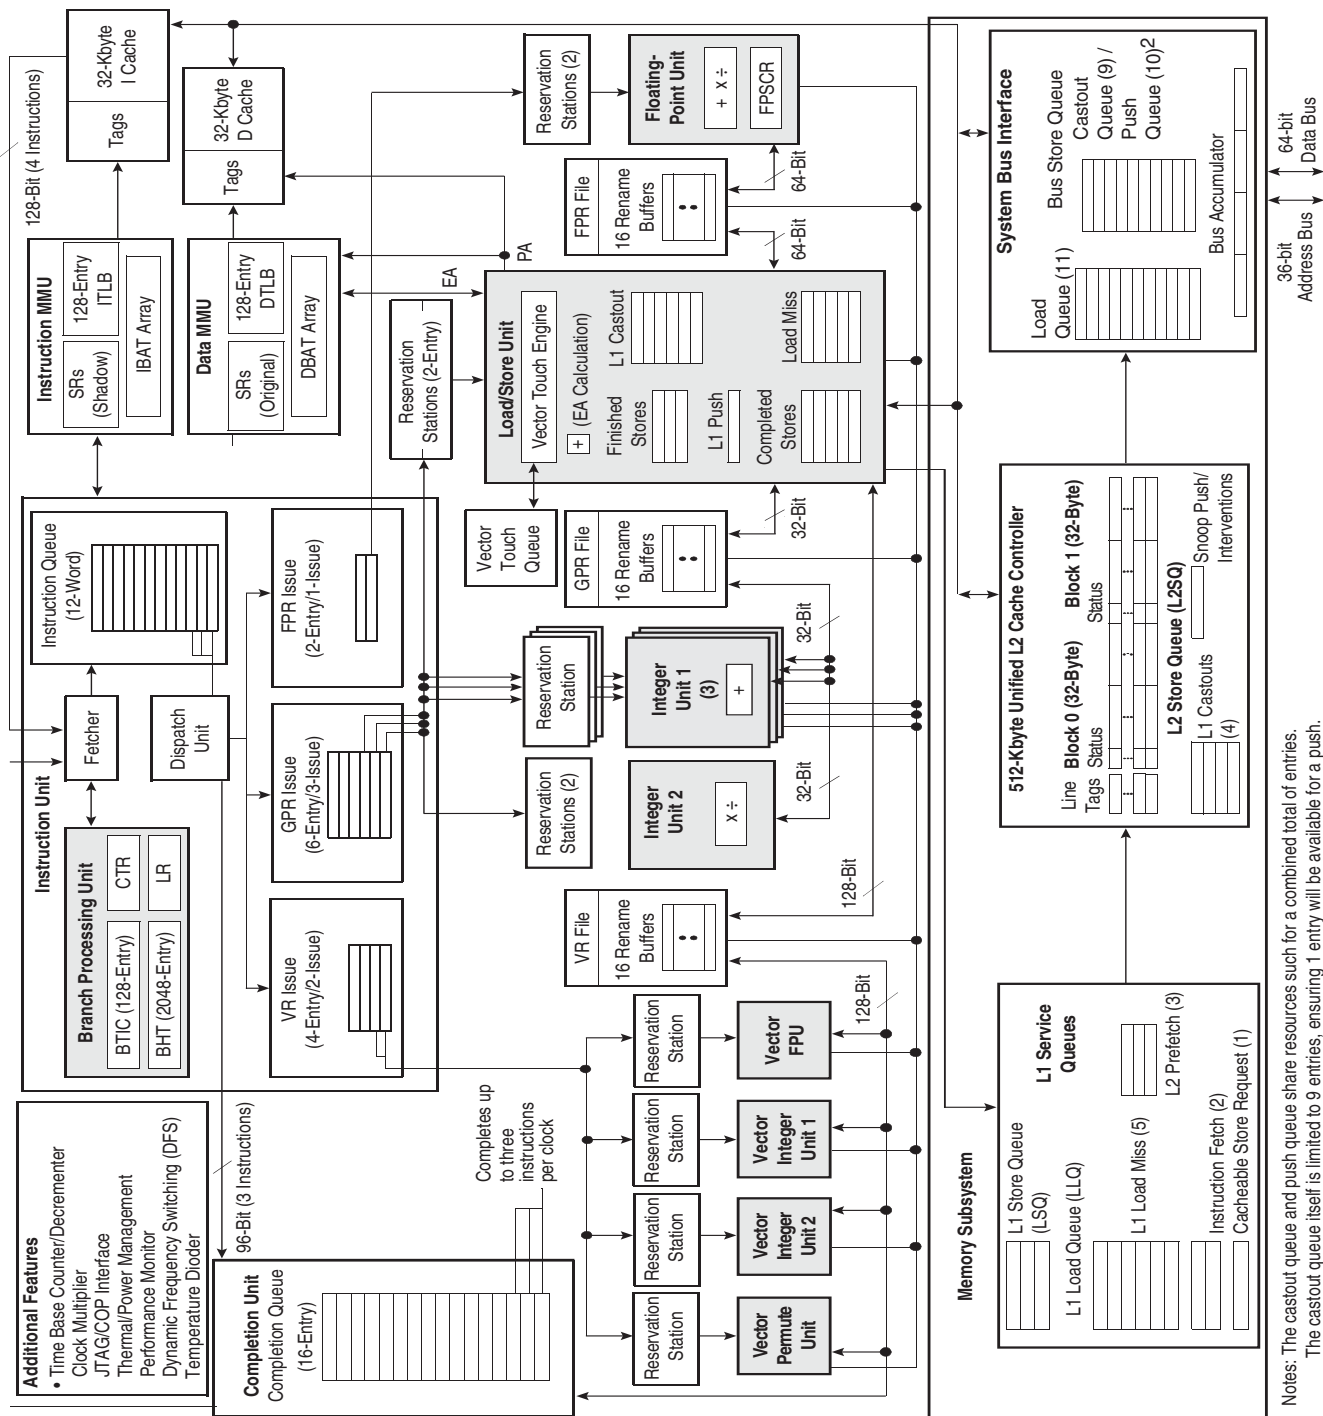 Additional Features
• Time Base Counter/Decrementer
Clock Multiplier
JTAG/COP Interface
Thermal/Power Management
Performance Monitor
Dynamic Frequency Switching (DFS)
Temperature Dioder
Instruction Unit
Branch Processing Unit
BTIC (128-Entry)
CTR
BHT (2048-Entry)
LR
Fetcher
Dispatch
Unit
Instruction Queue
(12-Word)
VR Issue
(4-Entry/2-Issue)
GPR Issue
(6-Entry/3-Issue)
FPR Issue
(2-Entry/1-Issue)
128-Bit (4 Instructions)
Instruction MMU
SRs
(Shadow)
128-Entry
ITLB
IBAT Array
Tags
32-Kbyte
I Cache
Data MMU
SRs
(Original)
128-Entry
DTLB
DBAT Array
Tags
32-Kbyte
D Cache
96-Bit (3 Instructions)
Completion Unit
Completion Queue
(16-Entry)
Completes up
to three
instructions
per clock
EA
PA
Reservation
Stations (2-Entry)
Reservation
Station
Reservation
Station
Reservation
Station
Reservation
Station
Vector
Permute
Unit
Vector
Integer
Unit 2
Vector
Integer
Unit 1
Vector
FPU
128-Bit
VR File
16 Rename
Buffers
128-Bit
Reservation
Stations (2)
Integer
Unit 2
x ÷
32-Bit
Reservation
Station
Integer
Unit 1
(3)
+
32-Bit
Vector
Touch
Queue
GPR File
16 Rename
Buffers
32-Bit
Load/Store Unit
Vector Touch Engine
+
(EA Calculation)
Finished
Stores
L1 Castout
L1 Push
Completed
Stores
Load Miss
FPR File
16 Rename
Buffers
64-Bit
64-Bit
Reservation
Stations (2)
Floating-
Point Unit
+ x ÷
FPSCR
Memory Subsystem
L1 Service
Queues
L1 Store Queue
(LSQ)
L1 Load Queue (LLQ)
L1 Load Miss (5)
L2 Prefetch (3)
Instruction Fetch (2)
Cacheable Store Request (1)
512-Kbyte Unified L2 Cache Controller
Line
Tags
Block 0 (32-Byte)
Status
Block 1 (32-Byte)
Status
L2 Store Queue (L2SQ)
L1 Castouts
(4)
Snoop Push/
Interventions
System Bus Interface
Load
Queue (11)
Bus Store Queue
Castout
Queue (9) /
Push
Queue (10)2
Bus Accumulator
36-bit
Address Bus
64-bit
Data Bus
Notes: The castout queue and push queue share resources such for a combined total of entries.
The castout queue itself is limited to 9 entries, ensuring 1 entry will be available for a push.